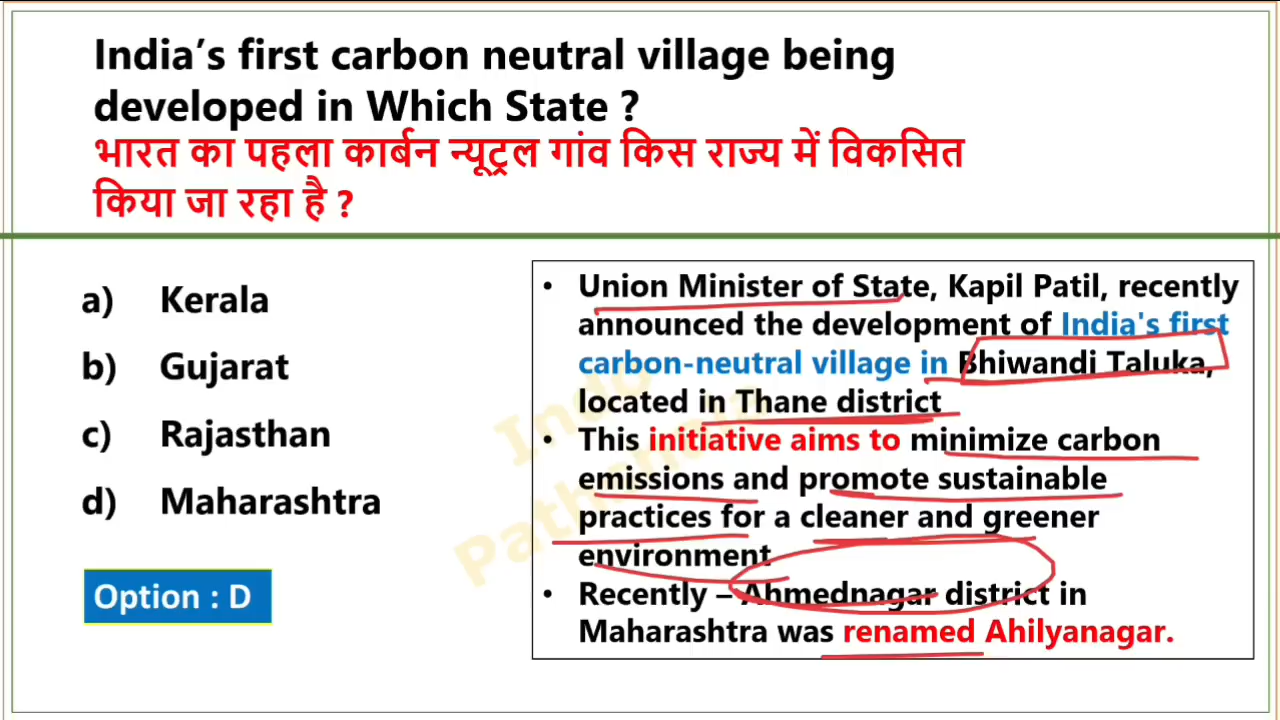 India’s first carbon neutral village being
developed in Which State ?
भारत का पहला कार्बन न्यूट्रल गांव किस राज्य में विकसित
किया जा रहा है ?
a) Kerala
b) Gujarat
c) Rajasthan
d) Maharashtra
Option : D
• Union Minister of State, Kapil Patil, recently
announced the development of India's first
carbon-neutral village in Bhiwandi Taluka,
located in Thane district
• This initiative aims to minimize carbon
emissions and promote sustainable
practices for a cleaner and greener
environment
• Recently – Ahmednagar district in
Maharashtra was renamed Ahilyanagar.